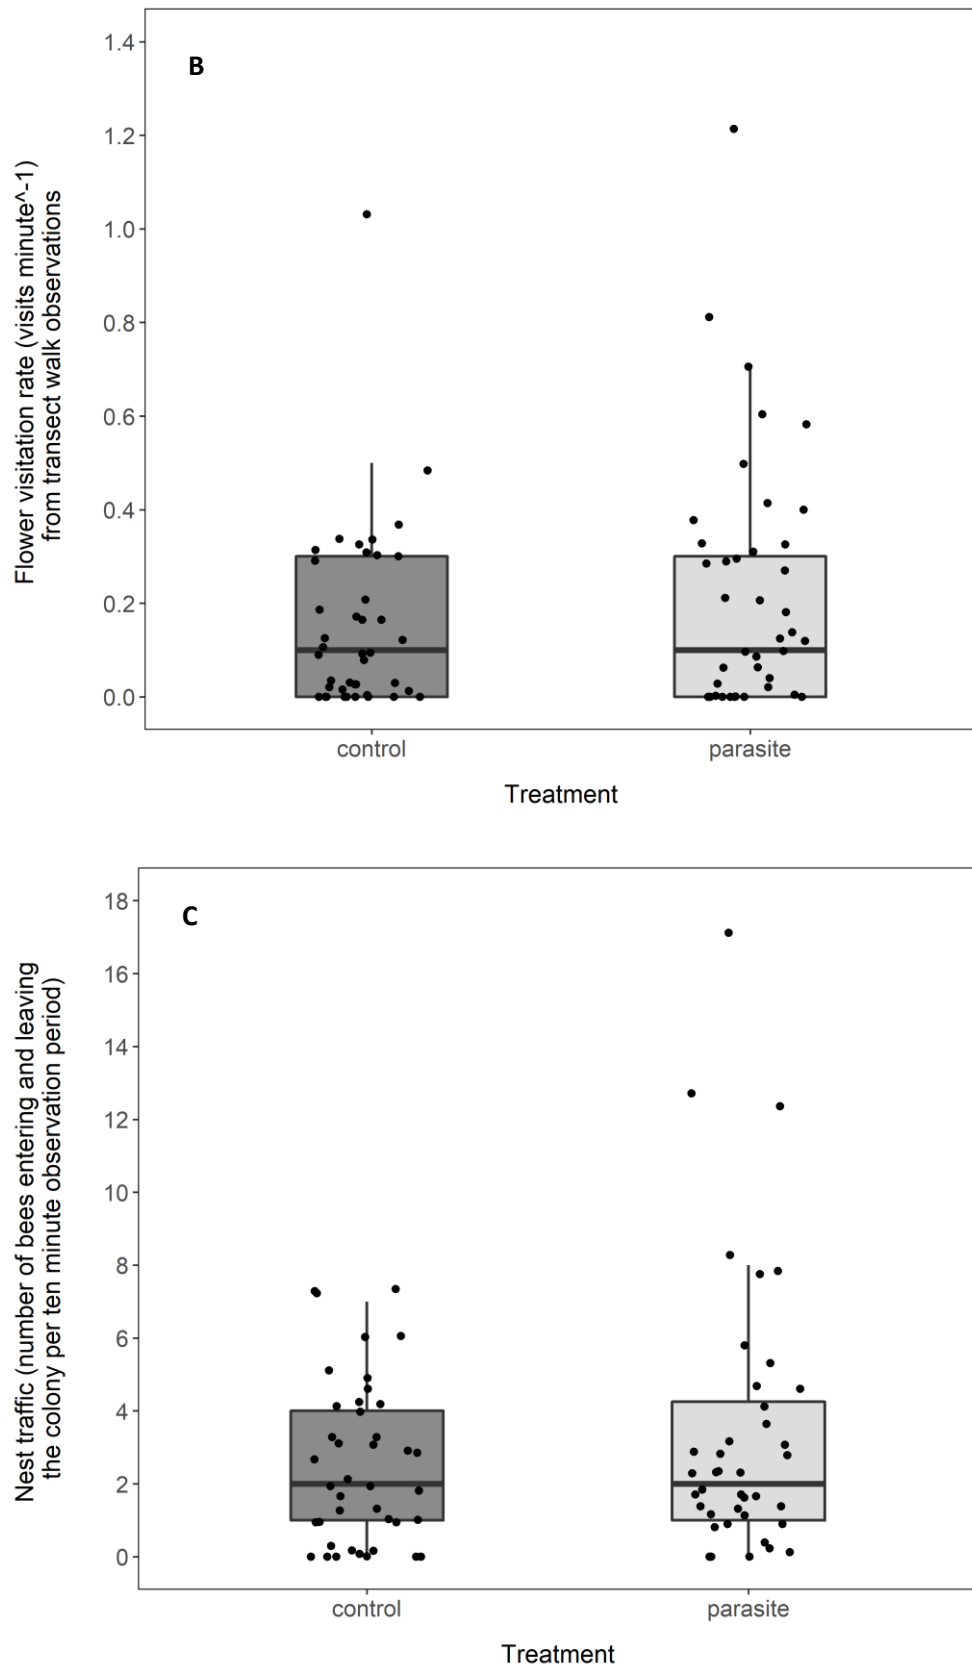 B
Flower visitation rate (visits minute^-1)
from transect walk observations
1.4
1.2
1.0
0.8
0.6
0.4
0.2
0.0
control
parasite
Treatment
C
Nest traffic (number of bees entering and leaving
the colony per ten minute observation period)
18
16
14
12
10
8
6
4
2
0
control
parasite
Treatment